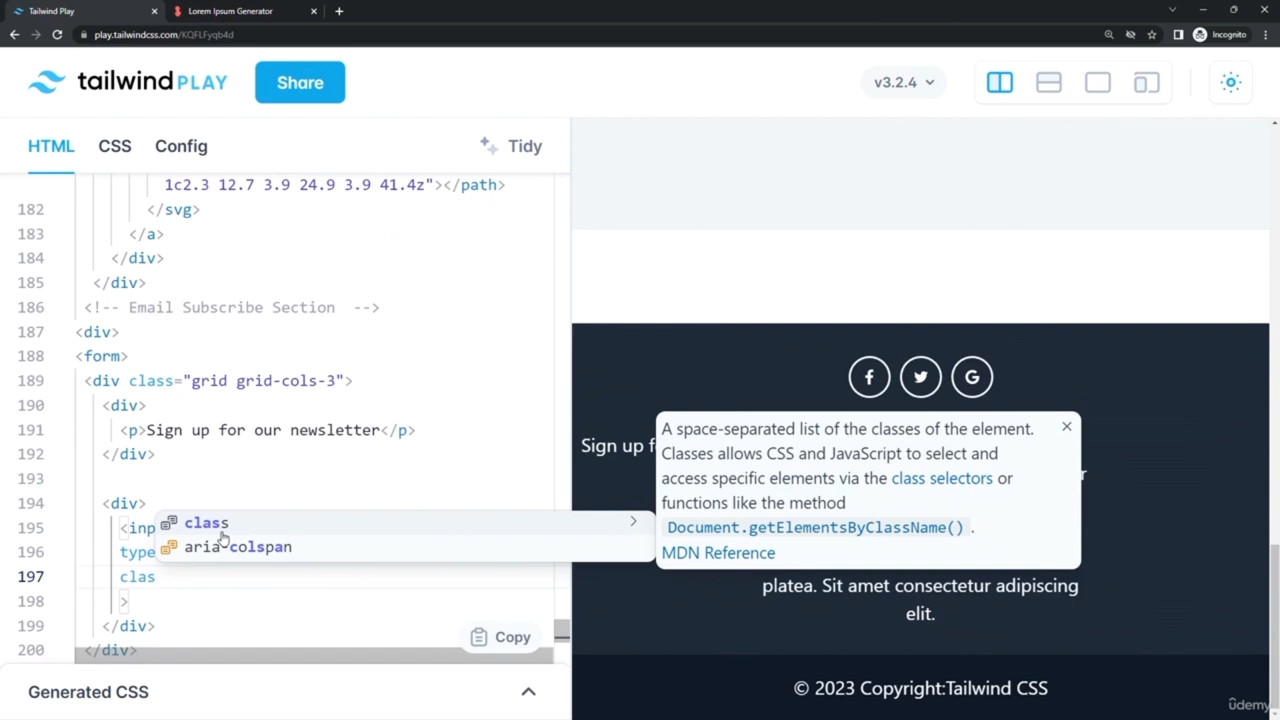 Tailwind Play
Lorem Ipsum Generator
play.tailwindcss.com/KQFLFyqb4d
Incognito
tailwind PLAY
Share
v3.2.4
HTML CSS Config
Tidy
1c2.3 12.7 3.9 24.9 3.9 41.4z"></path>
182 </svg>
183 </a>
184 </div>
185 </div>
186 <!-- Email Subscribe Section -->
187 <div>
188 <form>
189 <div class="grid grid-cols-3">
190 <div>
191 <p>Sign up for our newsletter</p>
192 </div>
193
194 <div>
195 <inp
196 type
197 clas
198 >
199 </div>
200 </div>
class
aria-colspan
Copy
Generated CSS
Sign up f
A space-separated list of the classes of the element.
Classes allows CSS and JavaScript to select and
access specific elements via the class selectors or
functions like the method
Document.getElementsByClassName() .
MDN Reference
r
platea. Sit amet consectetur adipiscing
elit.
© 2023 Copyright:Tailwind CSS
ûdemy